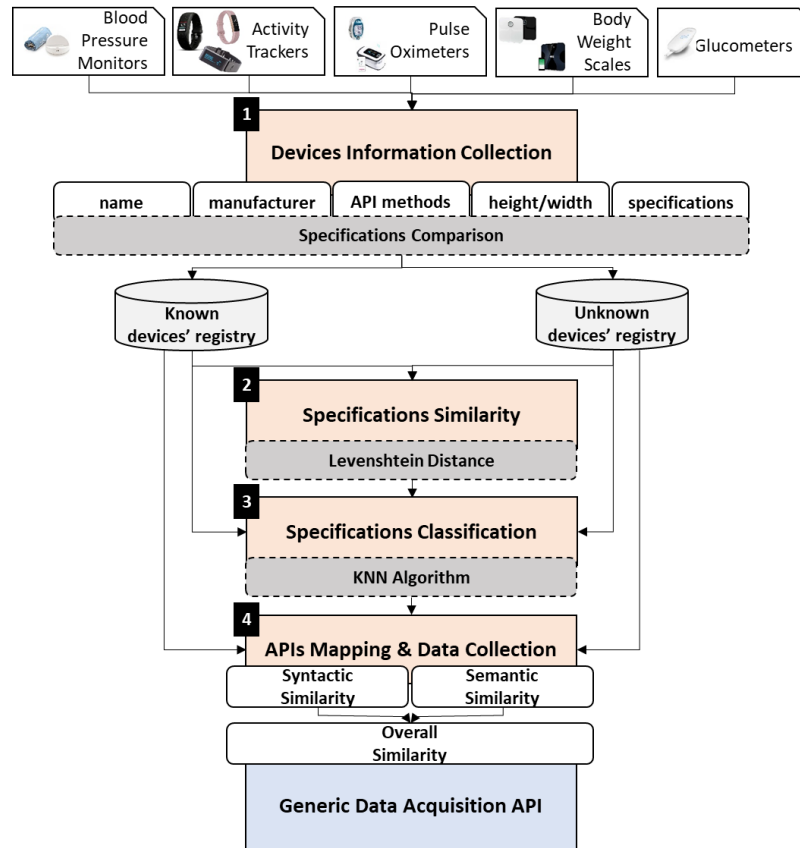 Blood
Pressure
Monitors
Activity
Trackers
Pulse
Oximeters
Body
Weight
Scales
Glucometers
1
Devices Information Collection
name
manufacturer
API methods
height/width
specifications
Specifications Comparison
Known
devices' registry
Unknown
devices' registry
2
Specifications Similarity
Levenshtein Distance
3
Specifications Classification
KNN Algorithm
4
APIs Mapping & Data Collection
Syntactic
Similarity
Semantic
Similarity
Overall
Similarity
Generic Data Acquisition API